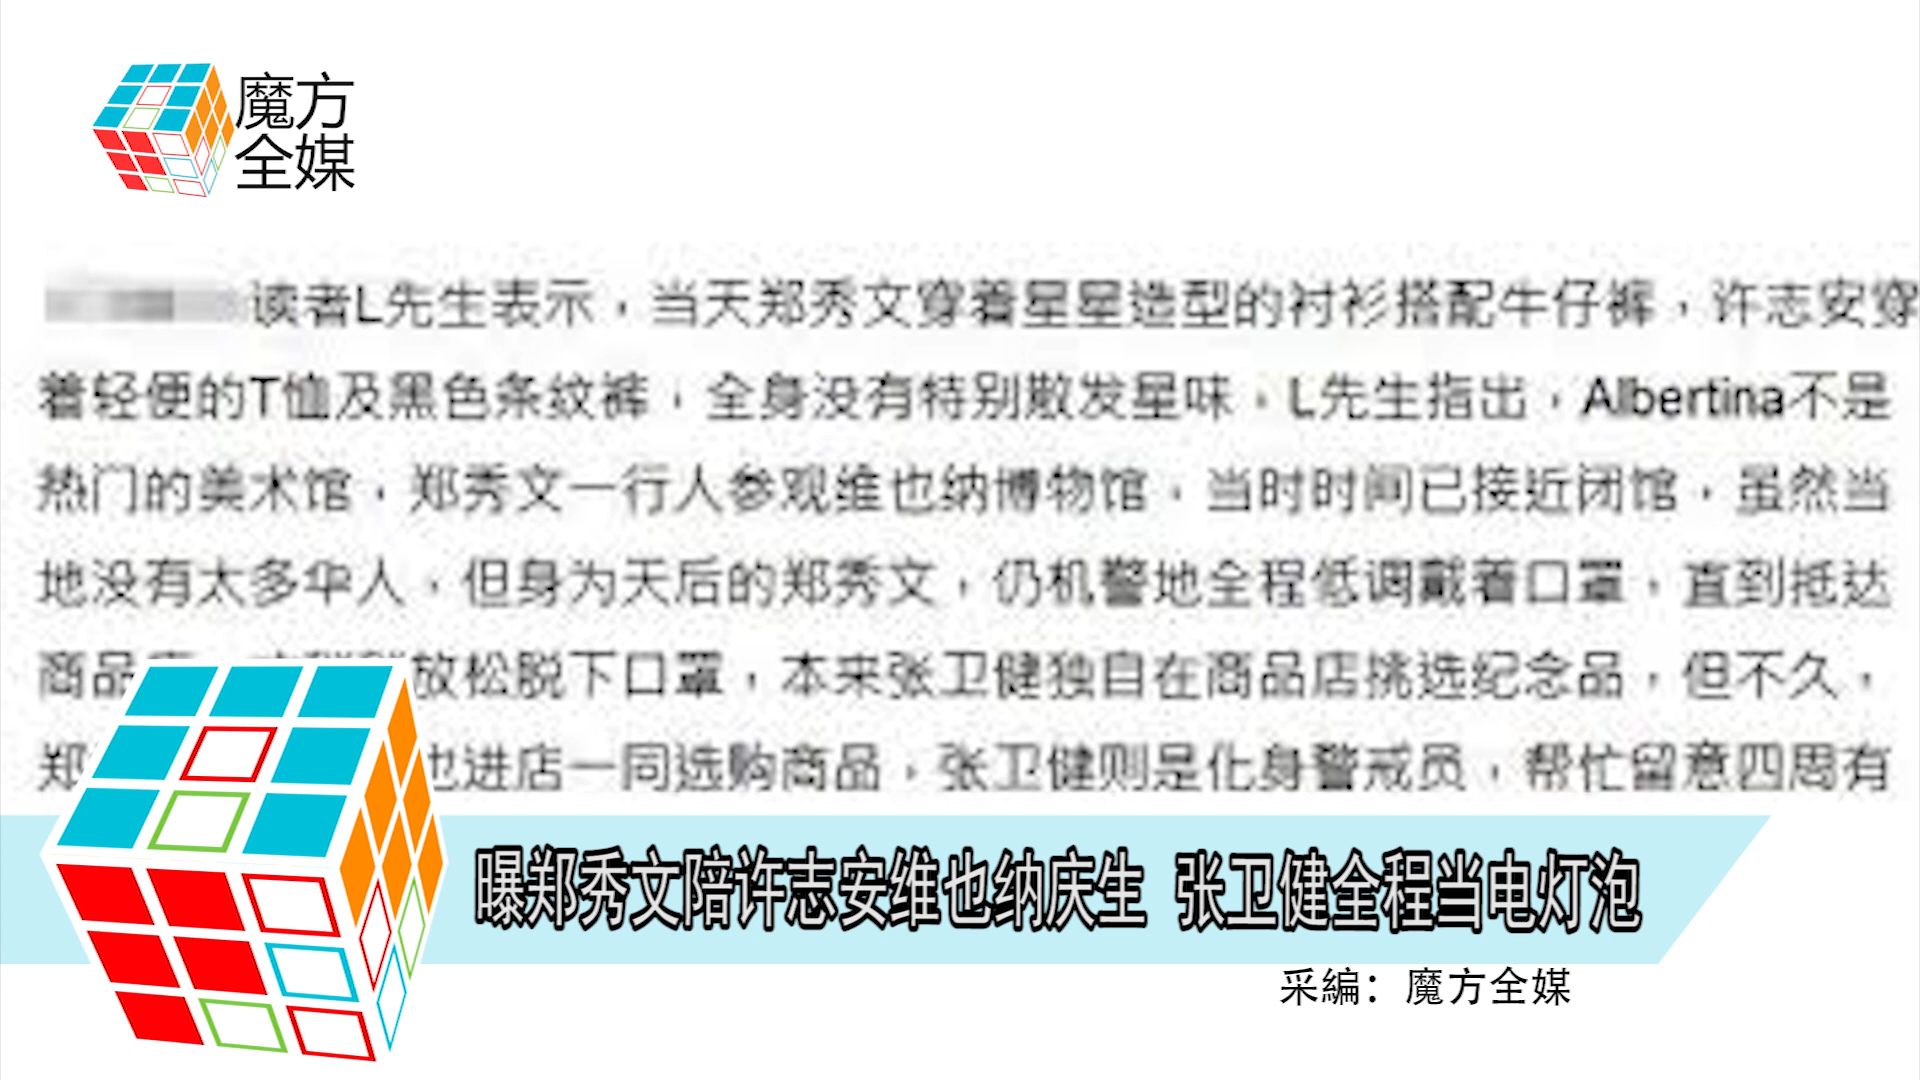 魔方
全媒
读者L先生表示，当天郑秀文穿着星星造型的衬衫搭配牛仔裤，许志安穿
着轻便的T恤及黑色条纹裤，全身没有特别散发星味，L先生指出，Albertina不是
热门的美术馆，郑秀文一行人参观维也纳博物馆，当时时间已接近闭馆，虽然当
地没有太多华人，但身为天后的郑秀文，仍机警地全程低调戴着口罩，直到抵达
商品 放松脱下口罩，本来张卫健独自在商品店挑选纪念品，但不久，
郑 也进店一同选购商品，张卫健则是化身警戒员，帮忙留意四周有
曝郑秀文陪许志安维也纳庆生 张卫健全程当电灯泡
采編：魔方全媒